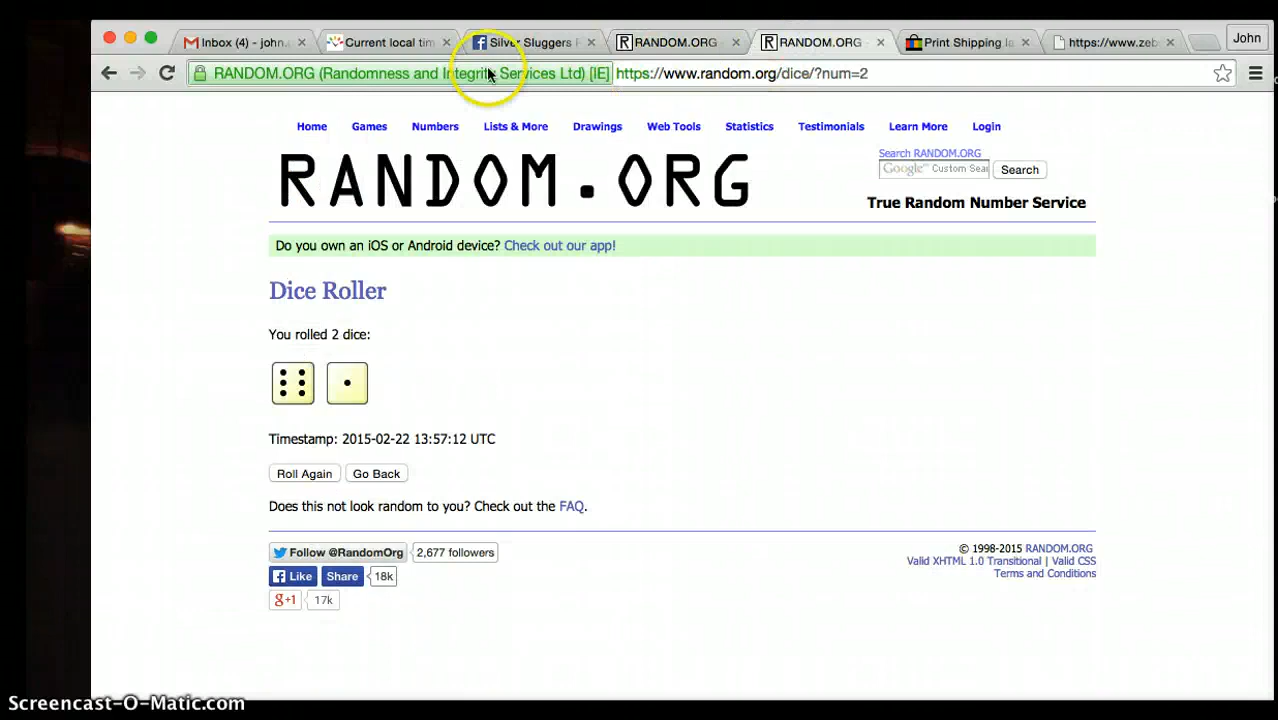 Inbox (4) - john.
Current local tim
Silver Sluggers
RANDOM.ORG
RANDOM.ORG
Print Shipping la
https://www.zeb
John
RANDOM.ORG (Randomness and Integrity Services Ltd) [IE] https://www.random.org/dice/?num=2
Home Games Numbers Lists & More Drawings Web Tools Statistics Testimonials Learn More Login
RANDOM.ORG
Search RANDOM.ORG
Google™ Custom Sear
Search
True Random Number Service
Do you own an iOS or Android device? Check out our app!
Dice Roller
You rolled 2 dice:
Timestamp: 2015-02-22 13:57:12 UTC
Roll Again Go Back
Does this not look random to you? Check out the FAQ.
Follow @RandomOrg 2,677 followers
Like Share 18k
g+1 17k
© 1998-2015 RANDOM.ORG
Valid XHTML 1.0 Transitional | Valid CSS
Terms and Conditions
Screencast-O-Matic.com